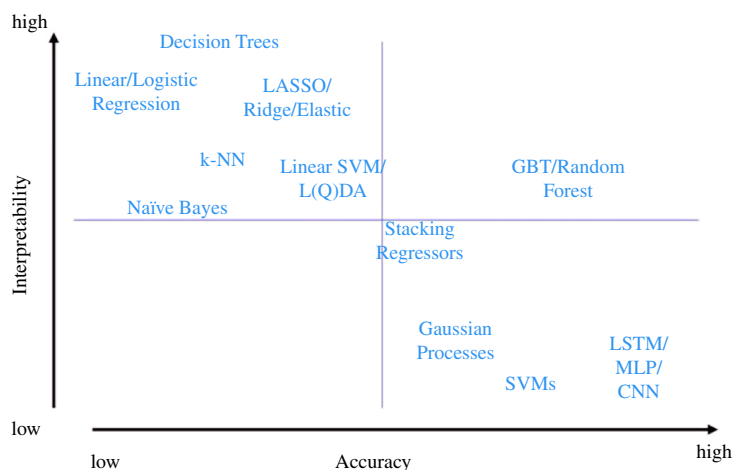 high
Decision Trees
Linear/Logistic
Regression
LASSO/
Ridge/Elastic
k-NN
Linear SVM/
L(Q)DA
GBT/Random
Forest
Naïve Bayes
Interpretability
Stacking
Regressors
Gaussian
Processes
SVMs
LSTM/
MLP/
CNN
low
low
Accuracy
high